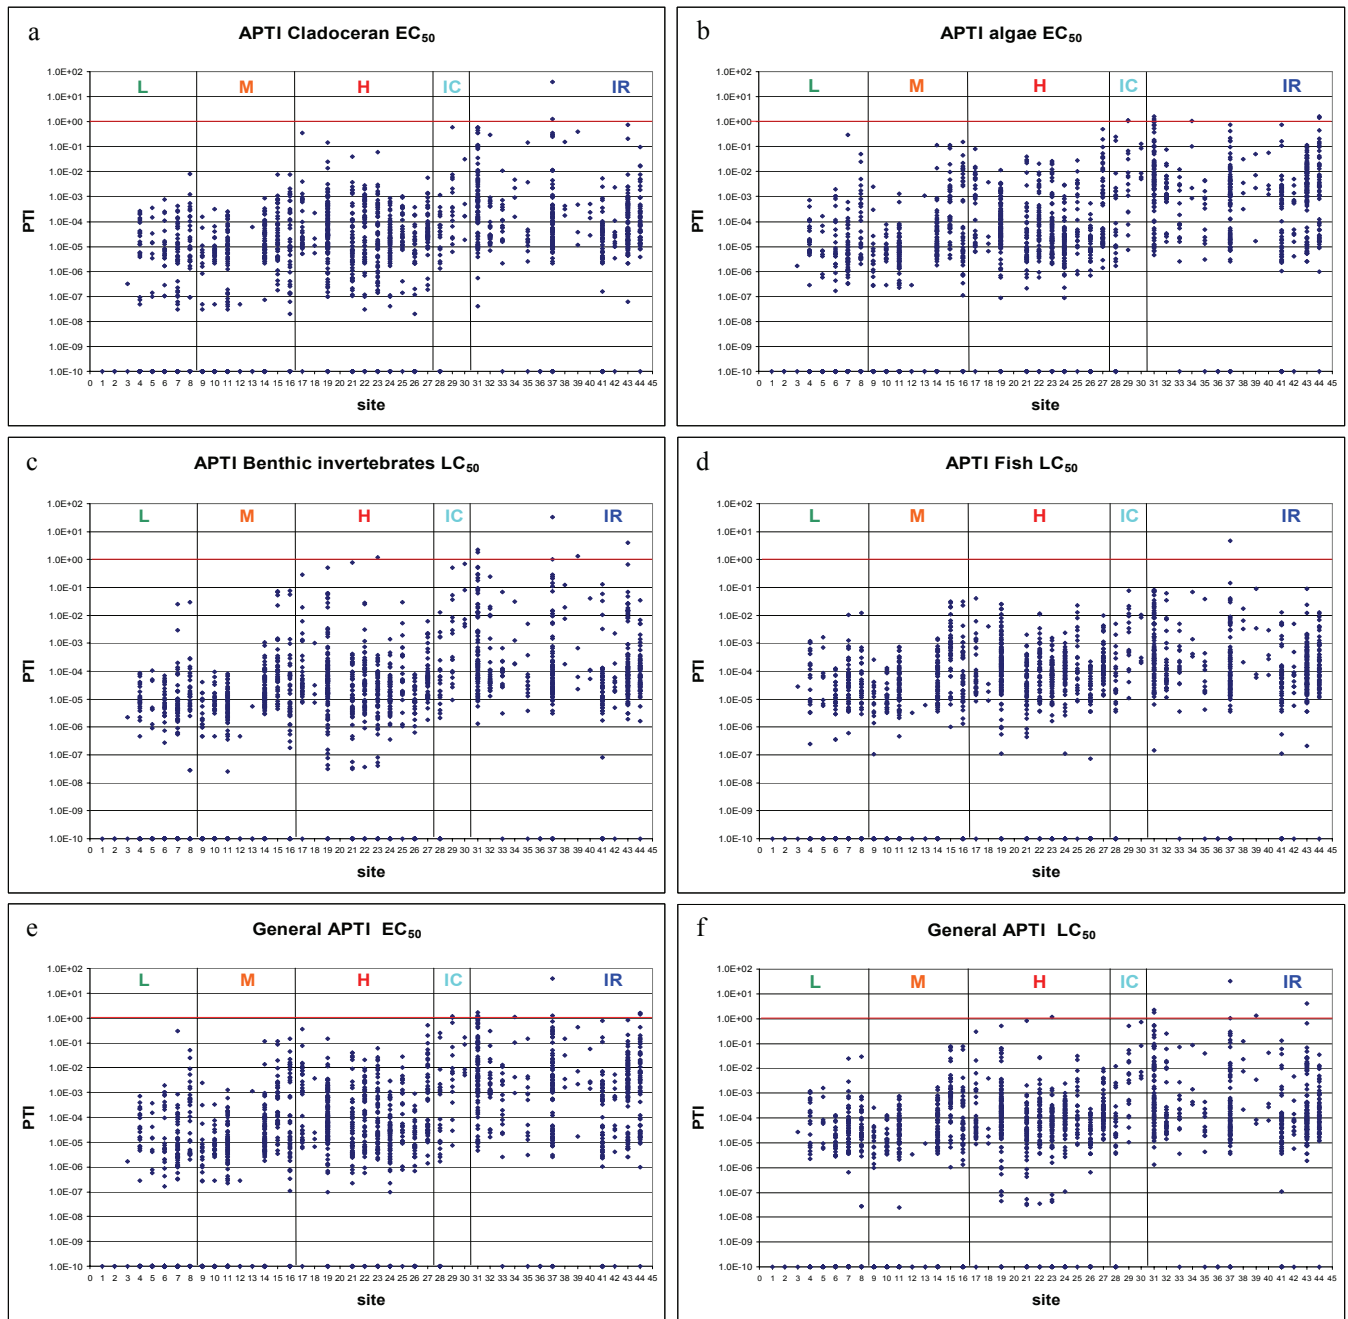 a
APTI Cladoceran EC50
PTI
1.0E+02
1.0E+01
1.0E+00
1.0E-01
1.0E-02
1.0E-03
1.0E-04
1.0E-05
1.0E-06
1.0E-07
1.0E-08
1.0E-09
1.0E-10
L M H IC IR
0 1 2 3 4 5 6 7 8 9 10 11 12 13 14 15 16 17 18 19 20 21 22 23 24 25 26 27 28 29 30 31 32 33 34 35 36 37 38 39 40 41 42 43 44 45
site
b
APTI algae EC50
PTI
1.0E+02
1.0E+01
1.0E+00
1.0E-01
1.0E-02
1.0E-03
1.0E-04
1.0E-05
1.0E-06
1.0E-07
1.0E-08
1.0E-09
1.0E-10
L M H IC IR
0 1 2 3 4 5 6 7 8 9 10 11 12 13 14 15 16 17 18 19 20 21 22 23 24 25 26 27 28 29 30 31 32 33 34 35 36 37 38 39 40 41 42 43 44 45
site
c
APTI Benthic invertebrates LC50
PTI
1.0E+02
1.0E+01
1.0E+00
1.0E-01
1.0E-02
1.0E-03
1.0E-04
1.0E-05
1.0E-06
1.0E-07
1.0E-08
1.0E-09
1.0E-10
L M H IC IR
0 1 2 3 4 5 6 7 8 9 10 11 12 13 14 15 16 17 18 19 20 21 22 23 24 25 26 27 28 29 30 31 32 33 34 35 36 37 38 39 40 41 42 43 44 45
site
d
APTI Fish LC50
PTI
1.0E+02
1.0E+01
1.0E+00
1.0E-01
1.0E-02
1.0E-03
1.0E-04
1.0E-05
1.0E-06
1.0E-07
1.0E-08
1.0E-09
1.0E-10
L M H IC IR
0 1 2 3 4 5 6 7 8 9 10 11 12 13 14 15 16 17 18 19 20 21 22 23 24 25 26 27 28 29 30 31 32 33 34 35 36 37 38 39 40 41 42 43 44 45
site
e
General APTI EC50
PTI
1.0E+02
1.0E+01
1.0E+00
1.0E-01
1.0E-02
1.0E-03
1.0E-04
1.0E-05
1.0E-06
1.0E-07
1.0E-08
1.0E-09
1.0E-10
L M H IC IR
0 1 2 3 4 5 6 7 8 9 10 11 12 13 14 15 16 17 18 19 20 21 22 23 24 25 26 27 28 29 30 31 32 33 34 35 36 37 38 39 40 41 42 43 44 45
site
f
General APTI LC50
PTI
1.0E+02
1.0E+01
1.0E+00
1.0E-01
1.0E-02
1.0E-03
1.0E-04
1.0E-05
1.0E-06
1.0E-07
1.0E-08
1.0E-09
1.0E-10
L M H IC IR
0 1 2 3 4 5 6 7 8 9 10 11 12 13 14 15 16 17 18 19 20 21 22 23 24 25 26 27 28 29 30 31 32 33 34 35 36 37 38 39 40 41 42 43 44 45
site